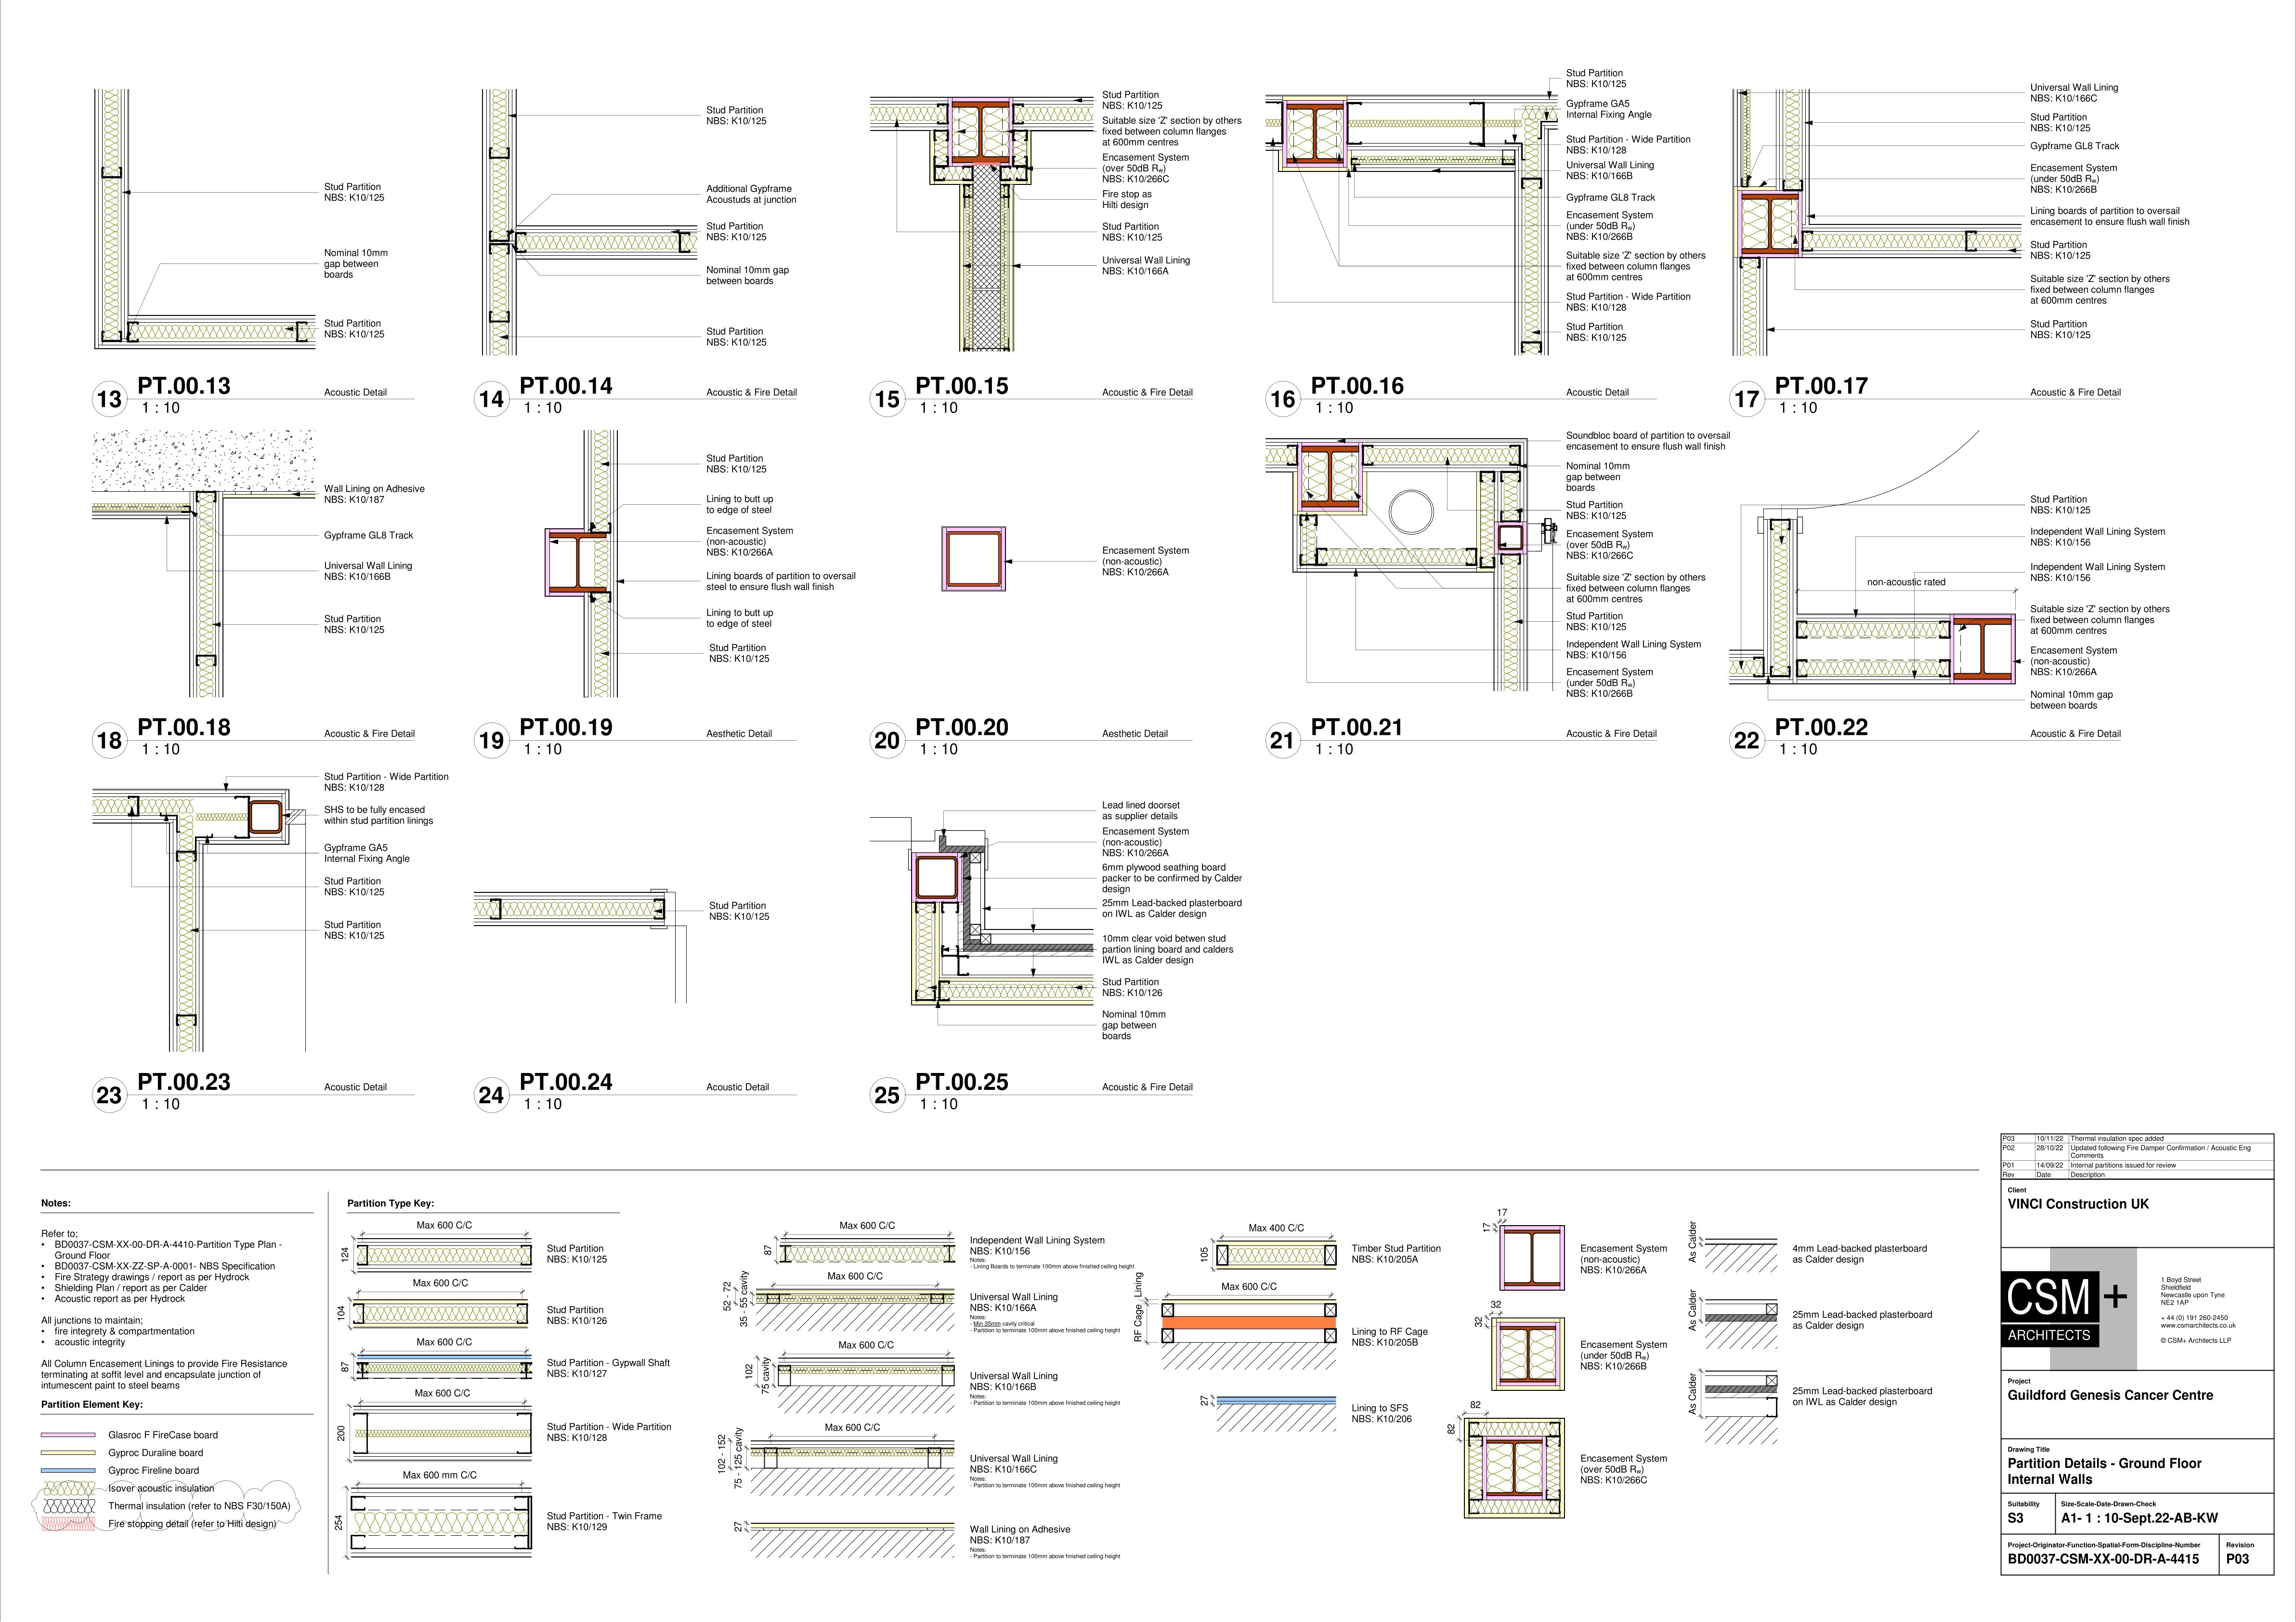 Stud Partition
NBS: K10/125
Nominal 10mm
gap between
boards
Stud Partition
NBS: K10/125
13
PT.00.13
Acoustic Detail
1 : 10
Stud Partition
NBS: K10/125
Additional Gypframe
Acoustuds at junction
Stud Partition
NBS: K10/125
Nominal 10mm gap
between boards
Stud Partition
NBS: K10/125
14
PT.00.14
Acoustic & Fire Detail
1 : 10
Stud Partition
NBS: K10/125
Suitable size 'Z' section by others
fixed between column flanges
at 600mm centres
Encasement System
(over 50dB Rw)
NBS: K10/266C
Fire stop as
Hilti design
Stud Partition
NBS: K10/125
Universal Wall Lining
NBS: K10/166A
15
PT.00.15
Acoustic & Fire Detail
1 : 10
Stud Partition
NBS: K10/125
Gypframe GA5
Internal Fixing Angle
Stud Partition - Wide Partition
NBS: K10/128
Universal Wall Lining
NBS: K10/166B
Gypframe GL8 Track
Encasement System
(under 50dB Rw)
NBS: K10/266B
Suitable size 'Z' section by others
fixed between column flanges
at 600mm centres
Stud Partition - Wide Partition
NBS: K10/128
Stud Partition
NBS: K10/125
16
PT.00.16
Acoustic Detail
1 : 10
Universal Wall Lining
NBS: K10/166C
Stud Partition
NBS: K10/125
Gypframe GL8 Track
Encasement System
(under 50dB Rw)
NBS: K10/266B
Lining boards of partition to oversail
encasement to ensure flush wall finish
Stud Partition
NBS: K10/125
Suitable size 'Z' section by others
fixed between column flanges
at 600mm centres
Stud Partition
NBS: K10/125
17
PT.00.17
Acoustic & Fire Detail
1 : 10
Wall Lining on Adhesive
NBS: K10/187
Gypframe GL8 Track
Universal Wall Lining
NBS: K10/166B
Stud Partition
NBS: K10/125
18
PT.00.18
Acoustic & Fire Detail
1 : 10
Stud Partition
NBS: K10/125
Lining to butt up
to edge of steel
Encasement System
(non-acoustic)
NBS: K10/266A
Lining boards of partition to oversail
steel to ensure flush wall finish
Lining to butt up
to edge of steel
Stud Partition
NBS: K10/125
19
PT.00.19
Aesthetic Detail
1 : 10
Encasement System
(non-acoustic)
NBS: K10/266A
20
PT.00.20
Aesthetic Detail
1 : 10
Soundbloc board of partition to oversail
encasement to ensure flush wall finish
Nominal 10mm
gap between
boards
Stud Partition
NBS: K10/125
Encasement System
(over 50dB Rw)
NBS: K10/266C
Suitable size 'Z' section by others
fixed between column flanges
at 600mm centres
Stud Partition
NBS: K10/125
Independent Wall Lining System
NBS: K10/156
Encasement System
(under 50dB Rw)
NBS: K10/266B
21
PT.00.21
Acoustic & Fire Detail
1 : 10
Stud Partition
NBS: K10/125
Independent Wall Lining System
NBS: K10/156
Independent Wall Lining System
NBS: K10/156
non-acoustic rated
Suitable size 'Z' section by others
fixed between column flanges
at 600mm centres
Encasement System
(non-acoustic)
NBS: K10/266A
Nominal 10mm gap
between boards
22
PT.00.22
Acoustic & Fire Detail
1 : 10
Stud Partition - Wide Partition
NBS: K10/128
SHS to be fully encased
within stud partition linings
Gypframe GA5
Internal Fixing Angle
Stud Partition
NBS: K10/125
Stud Partition
NBS: K10/125
23
PT.00.23
Acoustic Detail
1 : 10
Stud Partition
NBS: K10/125
24
PT.00.24
Acoustic Detail
1 : 10
Lead lined doorset
as supplier details
Encasement System
(non-acoustic)
NBS: K10/266A
6mm plywood seathing board
packer to be confirmed by Calder
design
25mm Lead-backed plasterboard
on IWL as Calder design
10mm clear void betwen stud
partion lining board and calders
IWL as Calder design
Stud Partition
NBS: K10/126
Nominal 10mm
gap between
boards
25
PT.00.25
Acoustic & Fire Detail
1 : 10
Notes:
Refer to;
• BD0037-CSM-XX-00-DR-A-4410-Partition Type Plan -
Ground Floor
• BD0037-CSM-XX-ZZ-SP-A-0001- NBS Specification
• Fire Strategy drawings / report as per Hydrock
• Shielding Plan / report as per Calder
• Acoustic report as per Hydrock
All junctions to maintain;
• fire integrety & compartmentation
• acoustic integrity
All Column Encasement Linings to provide Fire Resistance
terminating at soffit level and encapsulate junction of
intumescent paint to steel beams
Partition Element Key:
Glasroc F FireCase board
Gyproc Duraline board
Gyproc Fireline board
Isover acoustic insulation
Thermal insulation (refer to NBS F30/150A)
Fire stopping detail (refer to Hilti design)
Partition Type Key:
Max 600 C/C
124
Stud Partition
NBS: K10/125
Max 600 C/C
104
Stud Partition
NBS: K10/126
Max 600 C/C
87
Stud Partition - Gypwall Shaft
NBS: K10/127
Max 600 C/C
200
Stud Partition - Wide Partition
NBS: K10/128
Max 600 mm C/C
254
Stud Partition - Twin Frame
NBS: K10/129
Max 600 C/C
87
Independent Wall Lining System
NBS: K10/156
Notes:
- Lining Boards to terminate 100mm above finished ceiling height
Max 600 C/C
52 - 72
35 - 55 cavity
Universal Wall Lining
NBS: K10/166A
Notes:
- Min 35mm cavity critical
- Partition to terminate 100mm above finished ceiling height
Max 600 C/C
102
75 cavity
Universal Wall Lining
NBS: K10/166B
Notes:
- Partition to terminate 100mm above finished ceiling height
Max 600 C/C
102 - 152
75 - 125 cavity
Universal Wall Lining
NBS: K10/166C
Notes:
- Partition to terminate 100mm above finished ceiling height
27
Wall Lining on Adhesive
NBS: K10/187
Notes:
- Partition to terminate 100mm above finished ceiling height
Max 400 C/C
105
Timber Stud Partition
NBS: K10/205A
Max 600 C/C
RF Cage Lining
Lining to RF Cage
NBS: K10/205B
27
Lining to SFS
NBS: K10/206
17
17
Encasement System
(non-acoustic)
NBS: K10/266A
32
32
Encasement System
(under 50dB Rw)
NBS: K10/266B
82
82
Encasement System
(over 50dB Rw)
NBS: K10/266C
As Calder
4mm Lead-backed plasterboard
as Calder design
As Calder
25mm Lead-backed plasterboard
as Calder design
As Calder
25mm Lead-backed plasterboard
on IWL as Calder design
P03 10/11/22 Thermal insulation spec added
P02 28/10/22 Updated following Fire Damper Confirmation / Acoustic Eng
Comments
P01 14/09/22 Internal partitions issued for review
Rev Date Description
Client
VINCI Construction UK
CSM+
ARCHITECTS
1 Boyd Street
Shieldfield
Newcastle upon Tyne
NE2 1AP
+ 44 (0) 191 260-2450
www.csmarchitects.co.uk
© CSM+ Architects LLP
Project
Guildford Genesis Cancer Centre
Drawing Title
Partition Details - Ground Floor
Internal Walls
Suitability
S3
Size-Scale-Date-Drawn-Check
A1- 1 : 10-Sept.22-AB-KW
Project-Originator-Function-Spatial-Form-Discipline-Number
BD0037-CSM-XX-00-DR-A-4415
Revision
P03